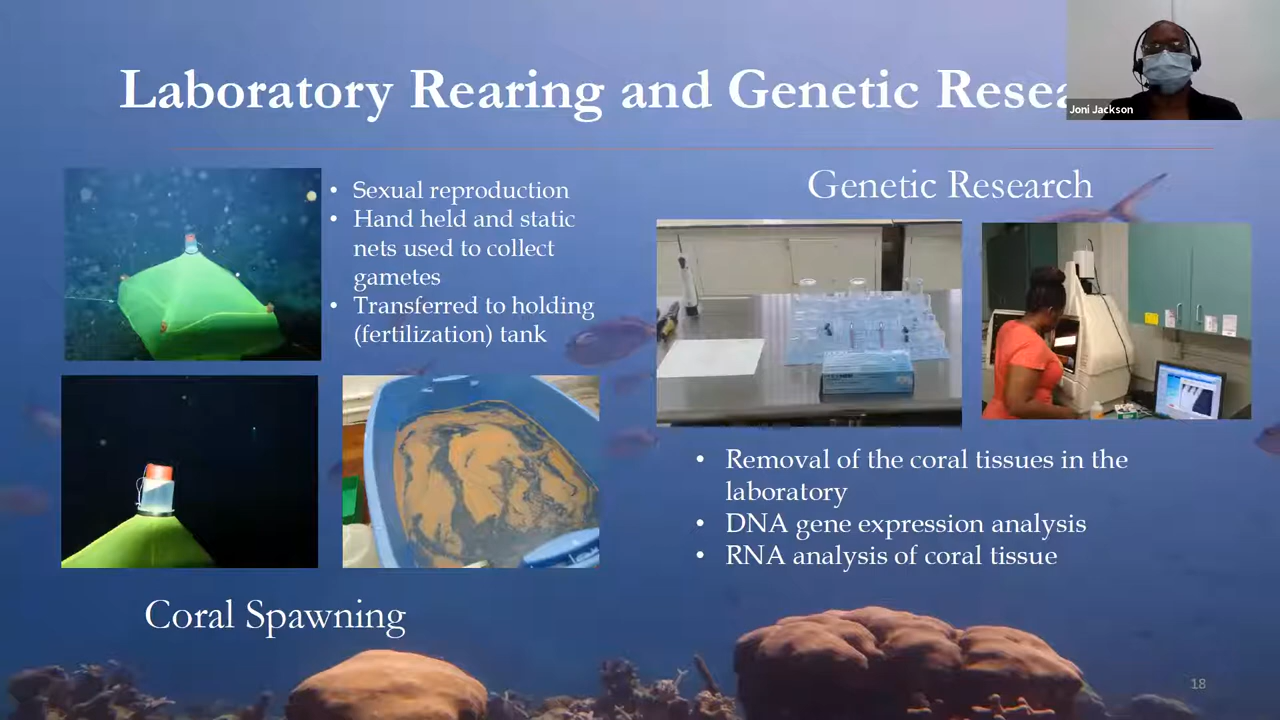 Laboratory Rearing and Genetic Resea
Joni Jackson
• Sexual reproduction
• Hand held and static
nets used to collect
gametes
• Transferred to holding
(fertilization) tank
Coral Spawning
Genetic Research
• Removal of the coral tissues in the
laboratory
• DNA gene expression analysis
• RNA analysis of coral tissue
18